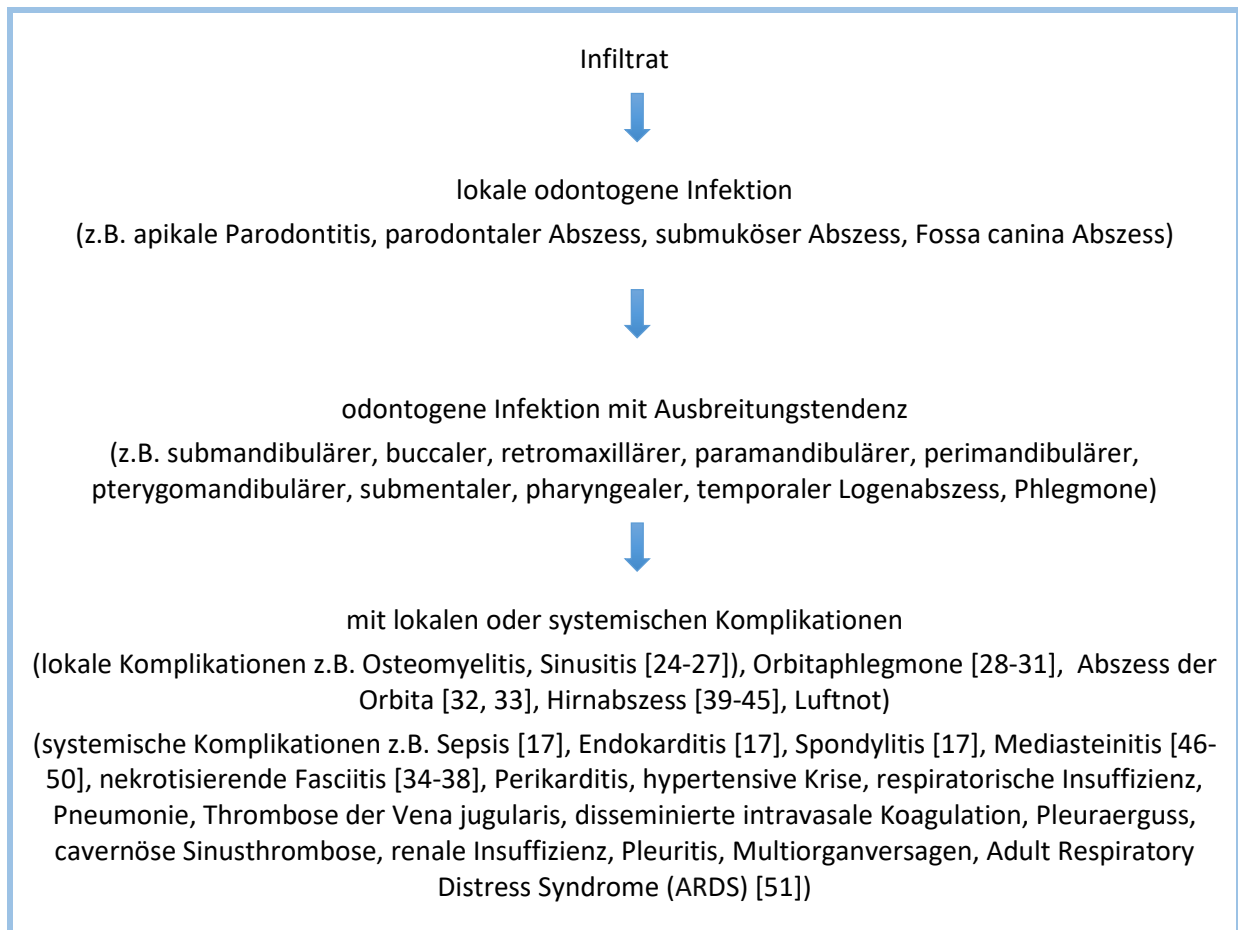 Infiltrat
lokale odontogene Infektion
(z.B. apikale Parodontitis, parodontaler Abszess, submuköser Abszess, Fossa canina Abszess)
odontogene Infektion mit Ausbreitungstendenz
(z.B. submandibulärer, buccaler, retromaxillärer, paramandibulärer, perimandibulärer,
pterygomandibulärer, submentaler, pharyngealer, temporaler Logenabszess, Phlegmone)
mit lokalen oder systemischen Komplikationen
(lokale Komplikationen z.B. Osteomyelitis, Sinusitis [24-27]), Orbitaphlegmone [28-31], Abszess der
Orbita [32, 33], Hirnabszess [39-45], Luftnot)
(systemische Komplikationen z.B. Sepsis [17], Endokarditis [17], Spondylitis [17], Mediasteinitis [46-
50], nekrotisierende Fasciitis [34-38], Perikarditis, hypertensive Krise, respiratorische Insuffizienz,
Pneumonie, Thrombose der Vena jugularis, disseminierte intravasale Koagulation, Pleuraerguss,
cavernöse Sinusthrombose, renale Insuffizienz, Pleuritis, Multiorganversagen, Adult Respiratory
Distress Syndrome (ARDS) [51])